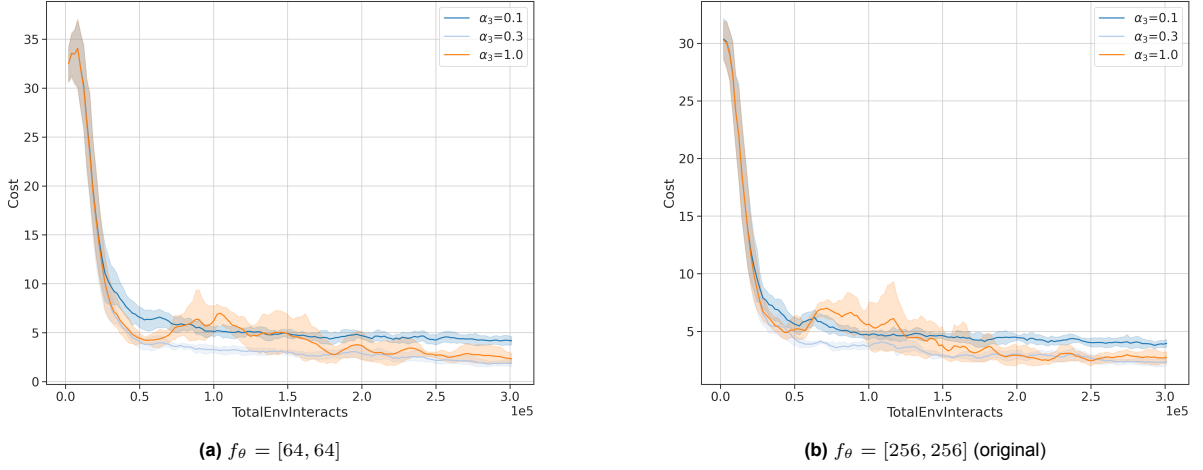 α₃=0.1
α₃=0.3
α₃=1.0
35
30
25
20
15
10
5
0
Cost
0.0 0.5 1.0 1.5 2.0 2.5 3.0
1e5
TotalEnvInteracts
(a) f_θ = [64, 64]
α₃=0.1
α₃=0.3
α₃=1.0
30
25
20
15
10
5
Cost
0.0 0.5 1.0 1.5 2.0 2.5 3.0
1e5
TotalEnvInteracts
(b) f_θ = [256, 256] (original)